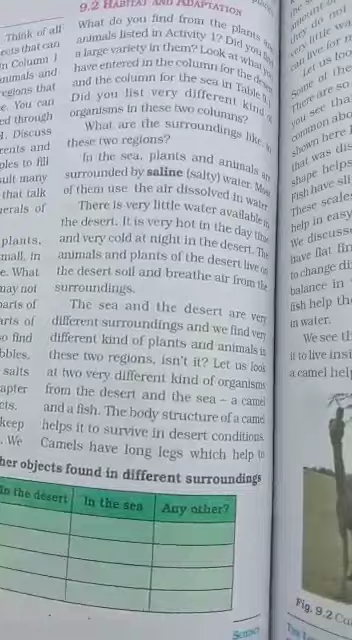 9.2 HABITAT AND ADAPTATION
What do you find from the plants and
animals listed in Activity 1? Did you find
a large variety in them? Look at what you
have entered in the column for the desert
and the column for the sea in Table 9.1.
Did you list very different kind of
organisms in these two columns?
What are the surroundings like, in
these two regions?
In the sea, plants and animals are
surrounded by saline (salty) water. Most
of them use the air dissolved in water.
There is very little water available in
the desert. It is very hot in the day time
and very cold at night in the desert. The
animals and plants of the desert live on
the desert soil and breathe air from the
surroundings.
The sea and the desert are very
different surroundings and we find very
different kind of plants and animals in
these two regions, isn't it? Let us look
at two very different kind of organisms
from the desert and the sea – a camel
and a fish. The body structure of a camel
helps it to survive in desert conditions.
Camels have long legs which help to
her objects found in different surroundings
In the desert
In the sea
Any other?
SCIENCE
Think of all
ects that can
n Column 1
nimals and
regions that
e. You can
ed through
1. Discuss
rents and
ples to fill
ult many
that talk
nerals of
plants,
mall, in
e. What
may not
parts of
arts of
so find
bbles.
salts
apter
cts.
keep
. We
they do not
very little wa
can live for m
Let us loo
Some of the
There are so
you see tha
common abo
shown here
that was dis
shape helps
Fish have sli
These scale
help in easy
We discuss
have flat fin
to change di
balance in
fish help the
in water.
We see th
it to live insi
a camel help
Fig. 9.2 Ca